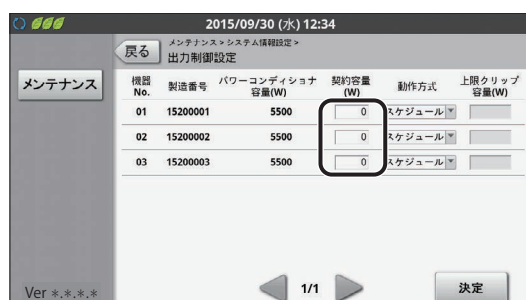 2015/09/30 (水) 12:34
戻る
メンテナンス > システム情報設定 >
出力制御設定
メンテナンス
機器 No.
製造番号
パワーコンディショナ 容量(W)
契約容量 (W)
動作方式
上限クリップ 容量(W)
01 15200001 5500 0 スケジュール
02 15200002 5500 0 スケジュール
03 15200003 5500 0 スケジュール
Ver *.*.*.*
1/1
決定